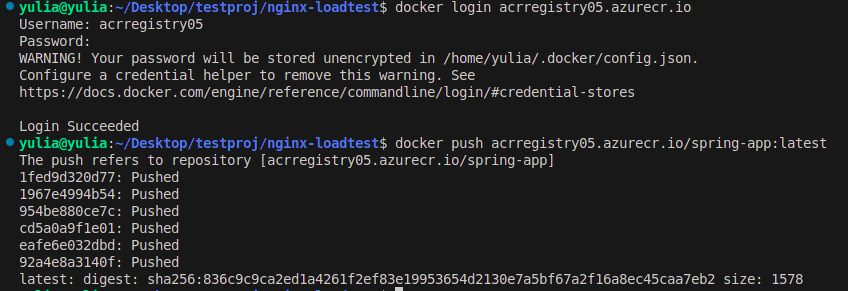 yulia@yulia:~/Desktop/testproj/nginx-loadtest$ docker login acrregistry05.azurecr.io
Username: acrregistry05
Password:
WARNING! Your password will be stored unencrypted in /home/yulia/.docker/config.json.
Configure a credential helper to remove this warning. See
https://docs.docker.com/engine/reference/commandline/login/#credential-stores

Login Succeeded
yulia@yulia:~/Desktop/testproj/nginx-loadtest$ docker push acrregistry05.azurecr.io/spring-app:latest
The push refers to repository [acrregistry05.azurecr.io/spring-app]
1fed9d320d77: Pushed
1967e4994b54: Pushed
954be880ce7c: Pushed
cd5a0a9f1e01: Pushed
eafe6e032dbd: Pushed
92a4e8a3140f: Pushed
latest: digest: sha256:836c9c9ca2ed1a4261f2ef83e19953654d2130e7a5bf67a2f16a8ec45caa7eb2 size: 1578